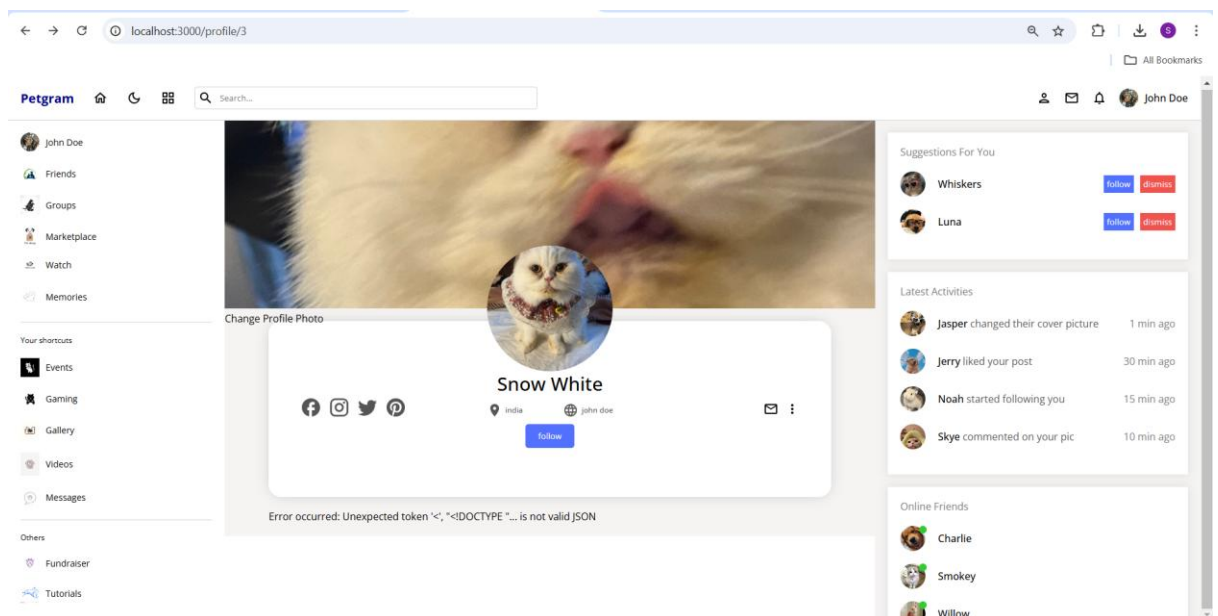 localhost:3000/profile/3
S
All Bookmarks
Petgram
Search...
John Doe
John Doe
Friends
Groups
Marketplace
Watch
Memories
Your shortcuts
Events
Gaming
Gallery
Videos
Messages
Others
Fundraiser
Tutorials
Change Profile Photo
Snow White
india john doe
follow
Error occurred: Unexpected token '<', "<!DOCTYPE "... is not valid JSON
Suggestions For You
Whiskers follow dismiss
Luna follow dismiss
Latest Activities
Jasper changed their cover picture 1 min ago
Jerry liked your post 30 min ago
Noah started following you 15 min ago
Skye commented on your pic 10 min ago
Online Friends
Charlie
Smokey
Willow